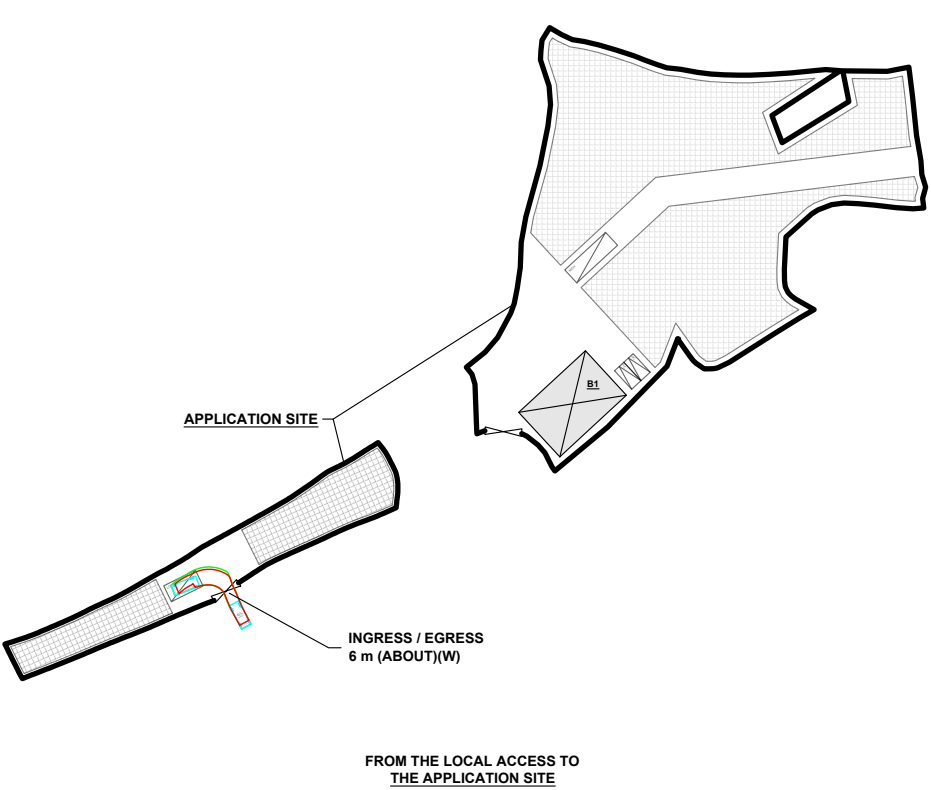 B1
APPLICATION SITE
INGRESS / EGRESS
6 m (ABOUT)(W)
FROM THE LOCAL ACCESS TO
THE APPLICATION SITE